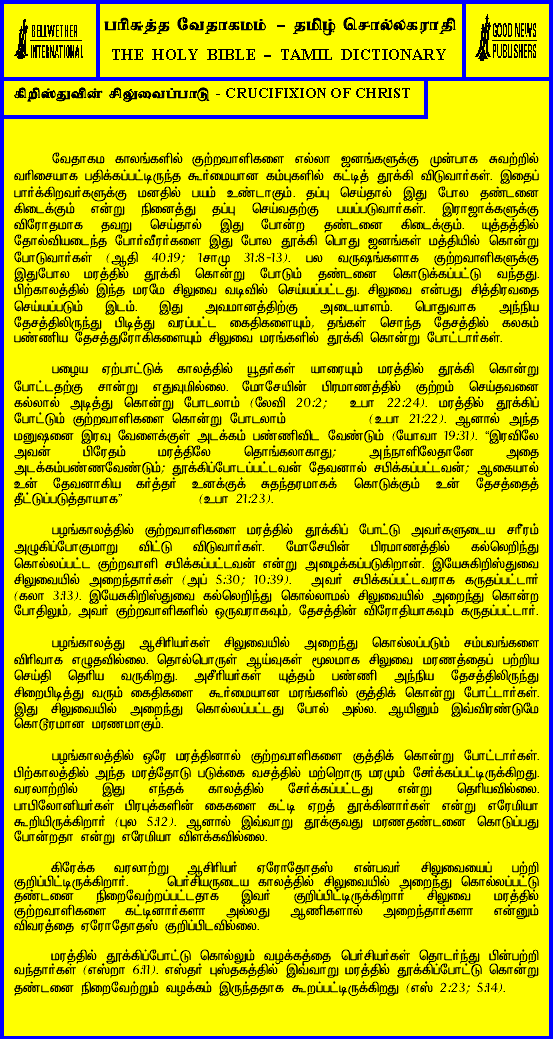 BELLWETHER
INTERNATIONAL
பரிசுத்த வேதாகமம் – தமிழ் சொல்லகராதி
THE HOLY BIBLE – TAMIL DICTIONARY
GOOD NEWS
PUBLISHERS
கிறிஸ்துவின் சிலுவைப்பாடு - CRUCIFIXION OF CHRIST
வேதாகம காலங்களில் குற்றவாளிகளை எல்லா ஜனங்களுக்கு முன்பாக சுவற்றில்
வரிசையாக பதிக்கப்பட்டிருந்த கூர்மையான கம்புகளில் கட்டித் தூக்கி விடுவார்கள். இதைப்
பார்க்கிறவர்களுக்கு மனதில் பயம் உண்டாகும். தப்பு செய்தால் இது போல தண்டனை
கிடைக்கும் என்று நினைத்து தப்பு செய்வதற்கு பயப்படுவார்கள். இராஜாக்களுக்கு
விரோதமாக தவறு செய்தால் இது போன்ற தண்டனை கிடைக்கும். யுத்தத்தில்
தோல்வியடைந்த போர்வீரர்களை இது போல தூக்கி பொது ஜனங்கள் மத்தியில் கொன்று
போடுவார்கள் (ஆதி 40:19; 1சாமு 31:8-13). பல வருஷங்களாக குற்றவாளிகளுக்கு
இதுபோல மரத்தில் தூக்கி கொன்று போடும் தண்டனை கொடுக்கப்பட்டு வந்தது.
பிற்காலத்தில் இந்த மரமே சிலுவை வடிவில் செய்யப்பட்டது. சிலுவை என்பது சித்திரவதை
செய்யப்படும் இடம். இது அவமானத்திற்கு அடையாளம். பொதுவாக அந்நிய
தேசத்திலிருந்து பிடித்து வரப்பட்ட கைதிகளையும், தங்கள் சொந்த தேசத்தில் கலகம்
பண்ணிய தேசத்துரோகிகளையும் சிலுவை மரங்களில் தூக்கி கொன்று போட்டார்கள்.
பழைய ஏற்பாட்டுக் காலத்தில் யூதர்கள் யாரையும் மரத்தில் தூக்கி கொன்று
போட்டதற்கு சான்று எதுவுமில்லை. மோசேயின் பிரமாணத்தில் குற்றம் செய்தவனை
கல்லால் அடித்து கொன்று போடலாம் (லேவி 20:2; உபா 22:24). மரத்தில் தூக்கிப்
போட்டும் குற்றவாளிகளை கொன்று போடலாம் (உபா 21:22). ஆனால் அந்த
மனுஷனை இரவு வேளைக்குள் அடக்கம் பண்ணிவிட வேண்டும் (யோவா 19:31). “இரவிலே
அவன் பிரேதம் மரத்திலே தொங்கலாகாது; அந்நாளிலேதானே அதை
அடக்கம்பண்ணவேண்டும்; தூக்கிப்போடப்பட்டவன் தேவனால் சபிக்கப்பட்டவன்; ஆகையால்
உன் தேவனாகிய கர்த்தர் உனக்குச் சுதந்தரமாகக் கொடுக்கும் உன் தேசத்தைத்
தீட்டுப்படுத்தாயாக” (உபா 21:23).
பழங்காலத்தில் குற்றவாளிகளை மரத்தில் தூக்கிப் போட்டு அவர்களுடைய சரீரம்
அழுகிப்போகுமாறு விட்டு விடுவார்கள். மோசேயின் பிரமாணத்தில் கல்லெறிந்து
கொல்லப்பட்ட குற்றவாளி சபிக்கப்பட்டவன் என்று அழைக்கப்படுகிறான். இயேசுகிறிஸ்துவை
சிலுவையில் அறைந்தார்கள் (அப் 5:30; 10:39). அவர் சபிக்கப்பட்டவராக கருதப்பட்டார்
(கலா 3:13). இயேசுகிறிஸ்துவை கல்லெறிந்து கொல்லாமல் சிலுவையில் அறைந்து கொன்ற
போதிலும், அவர் குற்றவாளிகளில் ஒருவராகவும், தேசத்தின் விரோதியாகவும் கருதப்பட்டார்.
பழங்காலத்து ஆசிரியர்கள் சிலுவையில் அறைந்து கொல்லப்படும் சம்பவங்களை
விரிவாக எழுதவில்லை. தொல்பொருள் ஆய்வுகள் மூலமாக சிலுவை மரணத்தைப் பற்றிய
செய்தி தெரிய வருகிறது. அசீரியர்கள் யுத்தம் பண்ணி அந்நிய தேசத்திலிருந்து
சிறைபிடித்து வரும் கைதிகளை கூர்மையான மரங்களில் குத்திக் கொன்று போட்டார்கள்.
இது சிலுவையில் அறைந்து கொல்லப்பட்டது போல் அல்ல. ஆயினும் இவ்விரண்டுமே
கொடூரமான மரணமாகும்.
பழங்காலத்தில் ஒரே மரத்தினால் குற்றவாளிகளை குத்திக் கொன்று போட்டார்கள்.
பிற்காலத்தில் அந்த மரத்தோடு படுக்கை வசத்தில் மற்றொரு மரமும் சேர்க்கப்பட்டிருக்கிறது.
வரலாற்றில் இது எந்தக் காலத்தில் சேர்க்கப்பட்டது என்று தெரியவில்லை.
பாபிலோனியர்கள் பிரபுக்களின் கைகளை கட்டி ஏறத் தூக்கினார்கள் என்று எரேமியா
கூறியிருக்கிறார் (புல 5:12). ஆனால் இவ்வாறு தூக்குவது மரணதண்டனை கொடுப்பது
போன்றதா என்று எரேமியா விளக்கவில்லை.
கிரேக்க வரலாற்று ஆசிரியர் ஏரோதோதஸ் என்பவர் சிலுவையைப் பற்றி
குறிப்பிட்டிருக்கிறார். பெர்சியருடைய காலத்தில் சிலுவையில் அறைந்து கொல்லப்பட்டு
தண்டனை நிறைவேற்றப்பட்டதாக இவர் குறிப்பிட்டிருக்கிறார் சிலுவை மரத்தில்
குற்றவாளிகளை கட்டினார்களா அல்லது ஆணிகளால் அறைந்தார்களா என்னும்
விவரத்தை ஏரோதோதஸ் குறிப்பிடவில்லை.
மரத்தில் தூக்கிப்போட்டு கொல்லும் வழக்கத்தை பெர்சியர்கள் தொடர்ந்து பின்பற்றி
வந்தார்கள் (எஸ்றா 6:11). எஸ்தர் புஸ்தகத்தில் இவ்வாறு மரத்தில் தூக்கிப்போட்டு கொன்று
தண்டனை நிறைவேற்றும் வழக்கம் இருந்ததாக கூறப்பட்டிருக்கிறது (எஸ் 2:23; 5:14).